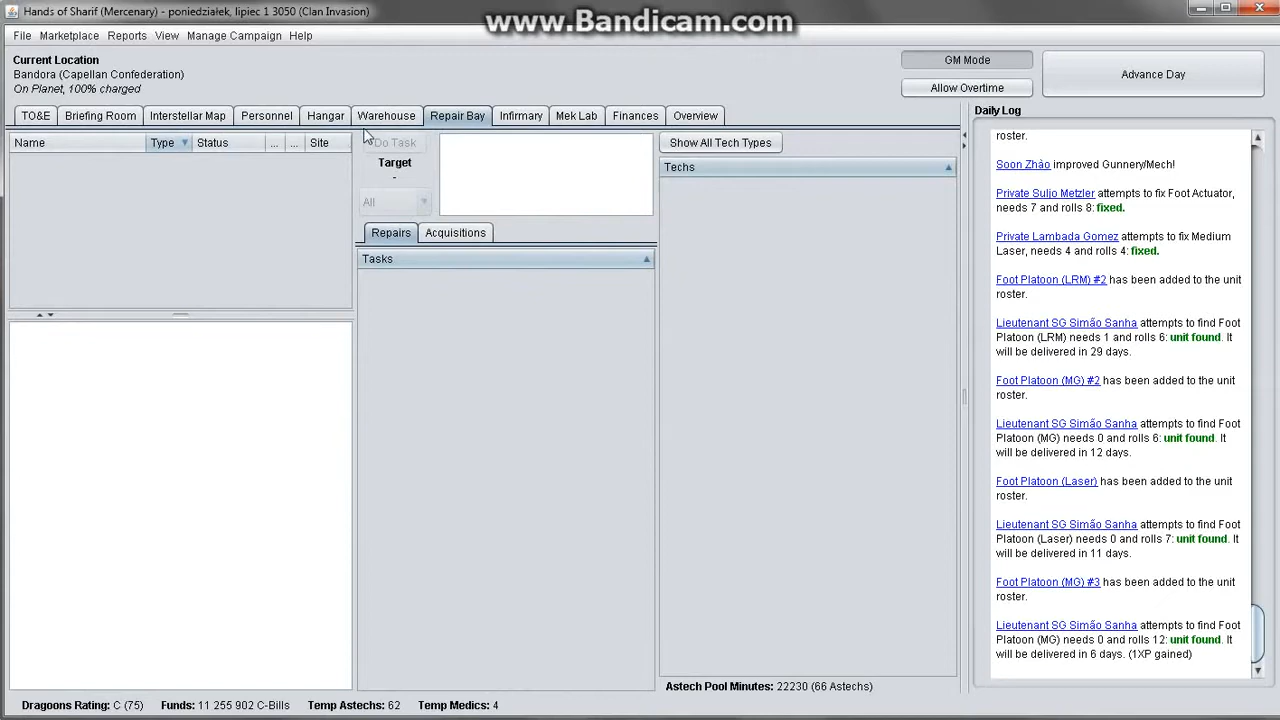 Hands of Sharif (Mercenary) - poniedziałek, lipiec 1 3050 (Clan Invasion)
www.Bandicam.com
File Marketplace Reports View Manage Campaign Help
Current Location
Bandora (Capellan Confederation)
On Planet, 100% charged
GM Mode
Allow Overtime
Advance Day
TO&E Briefing Room Interstellar Map Personnel Hangar Warehouse Repair Bay Infirmary Mek Lab Finances Overview
Name Type Status ... ... Site
Do Task
Target
-
All
Repairs Acquisitions
Tasks
Show All Tech Types
Techs
Astech Pool Minutes: 22230 (66 Astechs)
Daily Log
roster.
Soon Zhào improved Gunnery/Mech!
Private Suljo Metzler attempts to fix Foot Actuator,
needs 7 and rolls 8: fixed.
Private Lambada Gomez attempts to fix Medium
Laser, needs 4 and rolls 4: fixed.
Foot Platoon (LRM) #2 has been added to the unit
roster.
Lieutenant SG Simão Sanha attempts to find Foot
Platoon (LRM) needs 1 and rolls 6: unit found. It
will be delivered in 29 days.
Foot Platoon (MG) #2 has been added to the unit
roster.
Lieutenant SG Simão Sanha attempts to find Foot
Platoon (MG) needs 0 and rolls 6: unit found. It
will be delivered in 12 days.
Foot Platoon (Laser) has been added to the unit
roster.
Lieutenant SG Simão Sanha attempts to find Foot
Platoon (Laser) needs 0 and rolls 7: unit found. It
will be delivered in 11 days.
Foot Platoon (MG) #3 has been added to the unit
roster.
Lieutenant SG Simão Sanha attempts to find Foot
Platoon (MG) needs 0 and rolls 12: unit found. It
will be delivered in 6 days. (1XP gained)
Dragoons Rating: C (75) Funds: 11 255 902 C-Bills Temp Astechs: 62 Temp Medics: 4